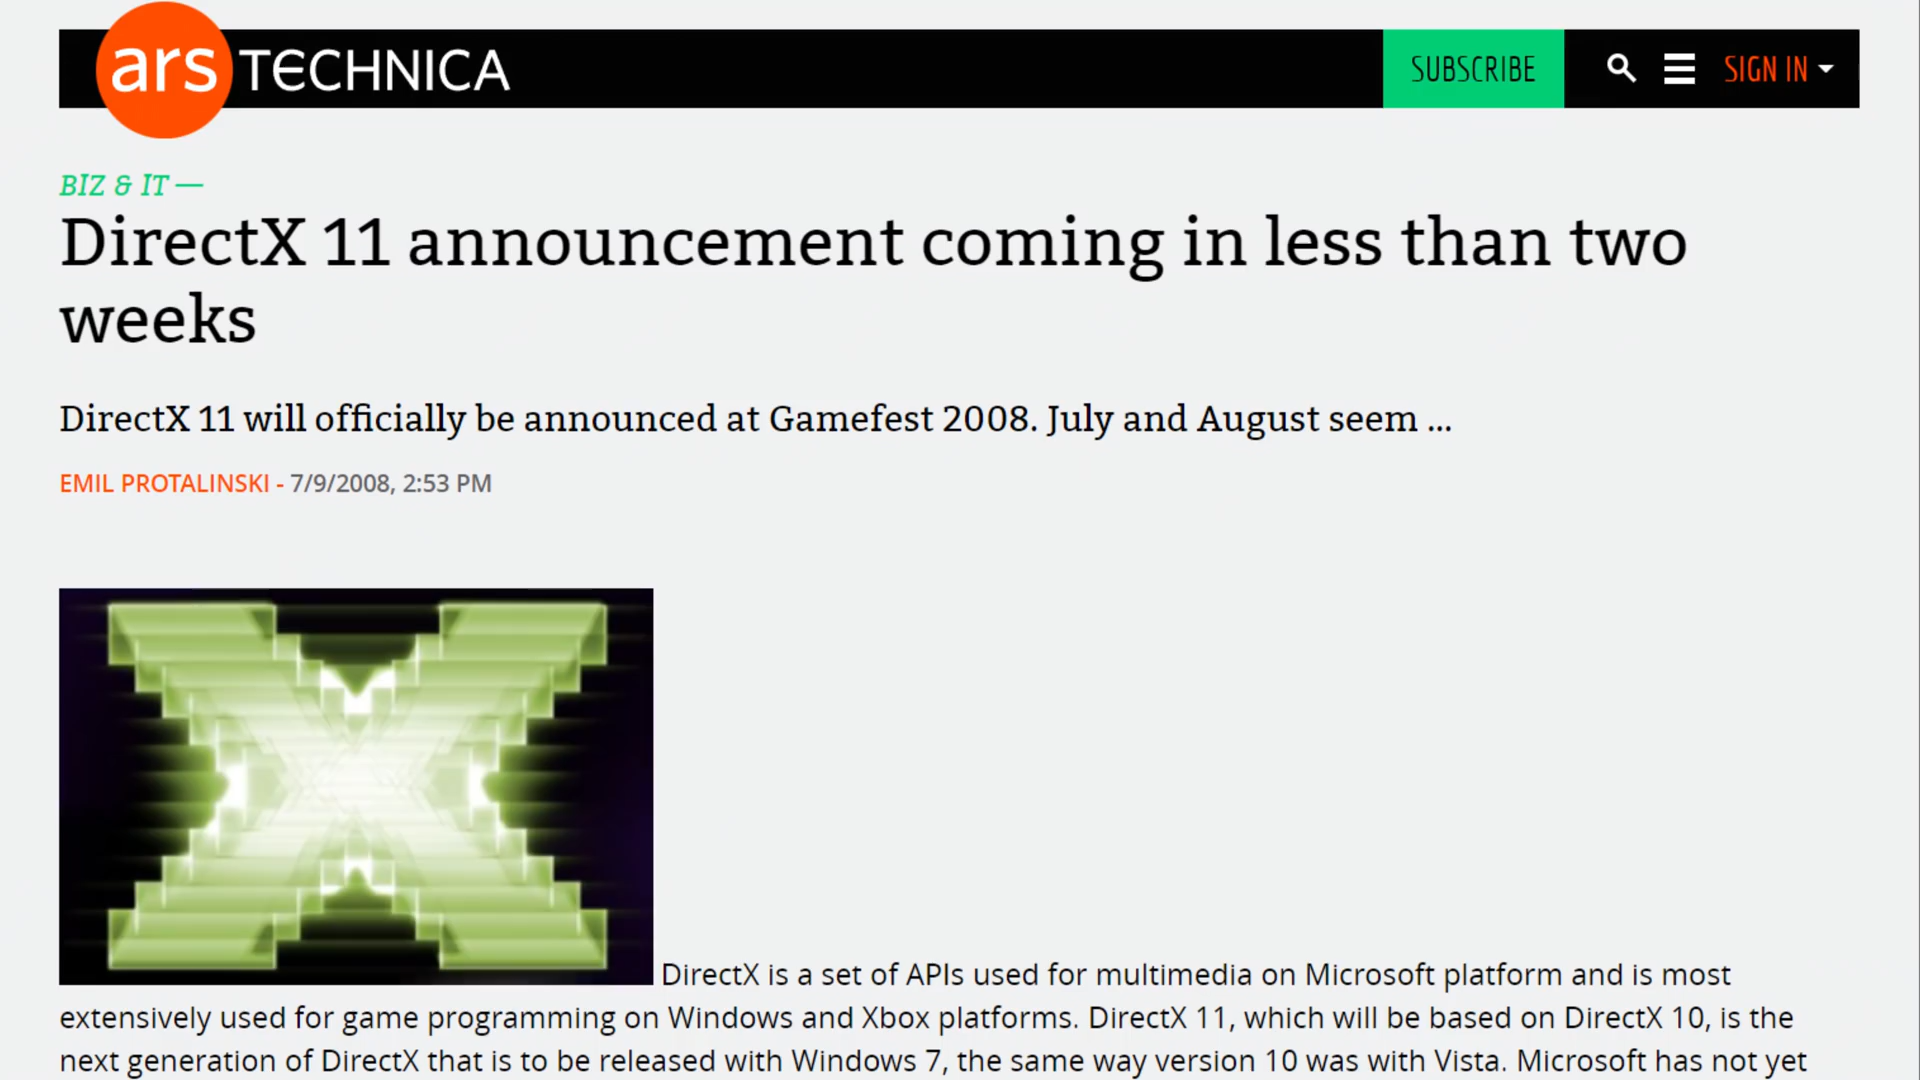 ars TECHNICA
SUBSCRIBE
SIGN IN
BIZ & IT —
DirectX 11 announcement coming in less than two
weeks
DirectX 11 will officially be announced at Gamefest 2008. July and August seem ...
EMIL PROTALINSKI - 7/9/2008, 2:53 PM
DirectX is a set of APIs used for multimedia on Microsoft platform and is most
extensively used for game programming on Windows and Xbox platforms. DirectX 11, which will be based on DirectX 10, is the
next generation of DirectX that is to be released with Windows 7, the same way version 10 was with Vista. Microsoft has not yet